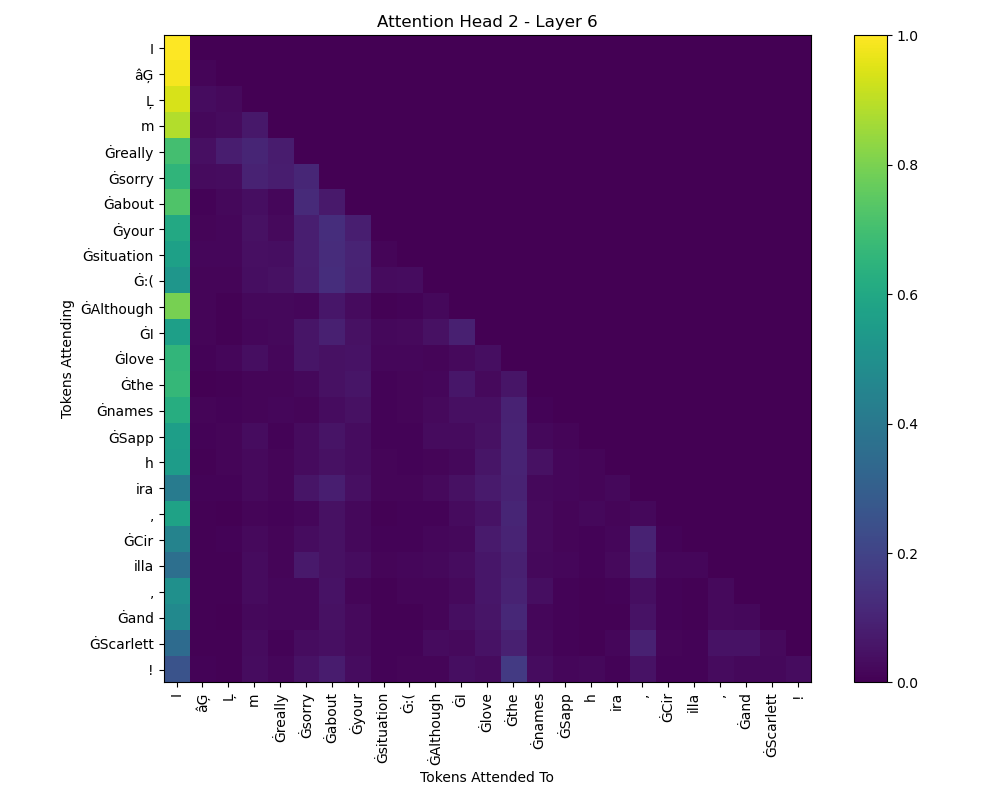 Attention Head 2 - Layer 6
I
âĢ
Ļ
m
Ġreally
Ġsorry
Ġabout
Ġyour
Ġsituation
Ġ:(
ĠAlthough
ĠI
Ġlove
Ġthe
Ġnames
ĠSapp
h
ira
,
ĠCir
illa
,
Ġand
ĠScarlett
!
Tokens Attending
I
âĢ
Ļ
m
Ġreally
Ġsorry
Ġabout
Ġyour
Ġsituation
Ġ:(
ĠAlthough
ĠI
Ġlove
Ġthe
Ġnames
ĠSapp
h
ira
,
ĠCir
illa
,
Ġand
ĠScarlett
!
Tokens Attended To
1.0
0.8
0.6
0.4
0.2
0.0